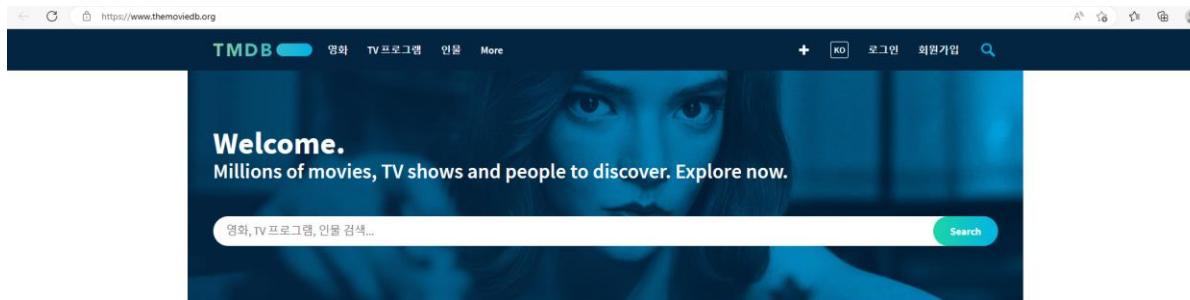 https://www.themoviedb.org
TMDB 영화 TV 프로그램 인물 More + KO 로그인 회원가입
Welcome.
Millions of movies, TV shows and people to discover. Explore now.
영화, TV 프로그램, 인물 검색... Search